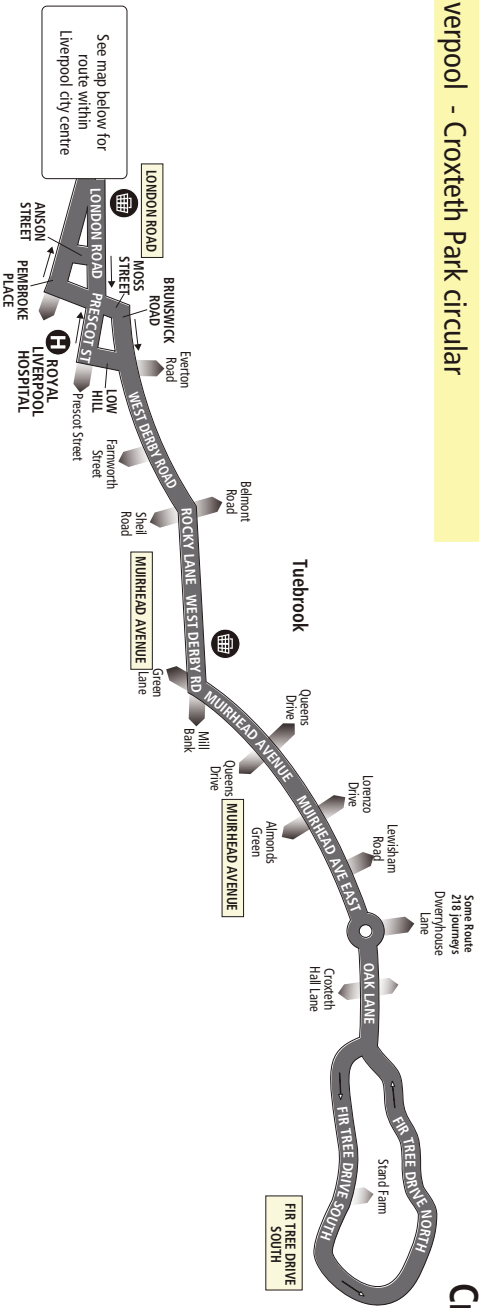 verpool - Croxteth Park circular
See map below for
route within
Liverpool city centre
LONDON ROAD
LONDON ROAD
ANSON
STREET
PEMBROKE
PLACE
MOSS
STREET
BRUNSWICK
ROAD
PRESCOT ST
H
ROYAL
LIVERPOOL
HOSPITAL
LOW
HILL
Everton
Road
Prescot Street
WEST DERBY ROAD
Farnworth
Street
Belmont
Road
Sheil
Road
ROCKY LANE
WEST DERBY RD
MUIRHEAD AVENUE
Tuebrook
Green
Lane
Mill
Bank
MUIRHEAD AVENUE
Queens
Drive
Queens
Drive
MUIRHEAD AVENUE
MUIRHEAD AVE EAST
Lorenzo
Drive
Almonds
Green
Lewisham
Road
Some Route
218 journeys
Dwerryhouse
Lane
OAK LANE
Croxteth
Hall Lane
FIR TREE DRIVE NORTH
FIR TREE DRIVE SOUTH
Stand Farm
FIR TREE DRIVE
SOUTH